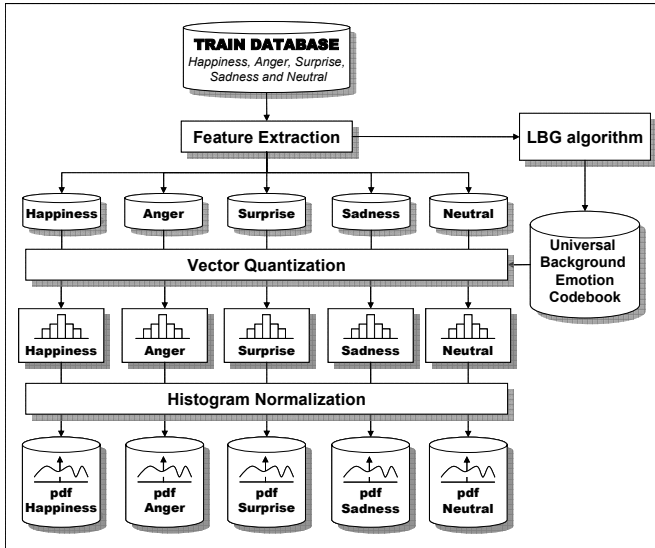 TRAIN DATABASE
Happiness, Anger, Surprise,
Sadness and Neutral
Feature Extraction
LBG algorithm
Happiness
Anger
Surprise
Sadness
Neutral
Universal
Background
Emotion
Codebook
Vector Quantization
Happiness
Anger
Surprise
Sadness
Neutral
Histogram Normalization
pdf
Happiness
pdf
Anger
pdf
Surprise
pdf
Sadness
pdf
Neutral